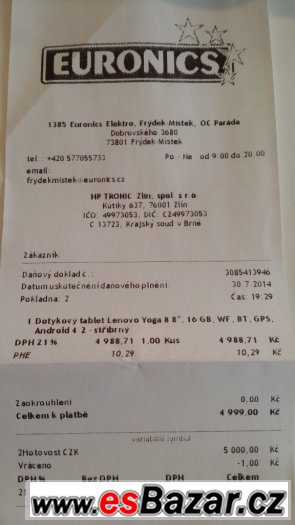 EURONICS
1385 Euronics Elektro, Frýdek-Místek, OC Parada
Dobrovského 3680
73801 Frýdek-Místek
tel.: +420 577055733 Po - Ne od 9:00 do 20:00
email:
frydekmistek@euronics.cz
HP TRONIC Zlín, spol. s r.o.
Kútiky 637, 76001 Zlín
IČO: 49973053, DIČ: CZ49973053
C 13723, Krajský soud v Brně
Zákazník:
Daňový doklad č.: 3085413946
Datum uskutečnění daňového plnění: 30.7.2014
Pokladna: 2 Čas: 19:29
1 Dotykový tablet Lenovo Yoga 8 8", 16 GB, WF, BT, GPS,
Android 4.2 - stříbrný
DPH 21% 4 988,71 1,00 Kus 4 988,71 Kč
PHE 10,29 10,29 Kč
Zaokrouhlení 0,00 Kč
Celkem k platbě 4 999,00 Kč
variabilní symbol
2Hotovost CZK 5 000,00 Kč
Vráceno -1,00 Kč
DPH % Bez DPH DPH Celkem
21
www.esBazar.cz